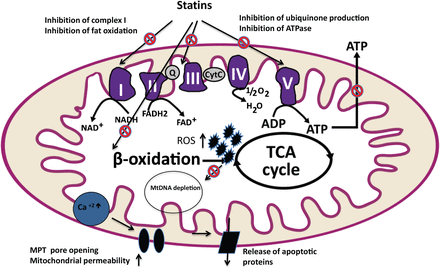 Statins
Inhibition of complex I
Inhibition of fat oxidation
Inhibition of ubiquinone production
Inhibition of ATPase
ATP
Q
CytC
I
II
III
IV
V
½O₂
H₂O
NAD⁺
NADH
FADH2
FAD⁺
ADP
ATP
ROS
β-oxidation
TCA
cycle
MtDNA depletion
Ca ⁺²
MPT pore opening
Mitochondrial permeability
Release of apoptotic
proteins